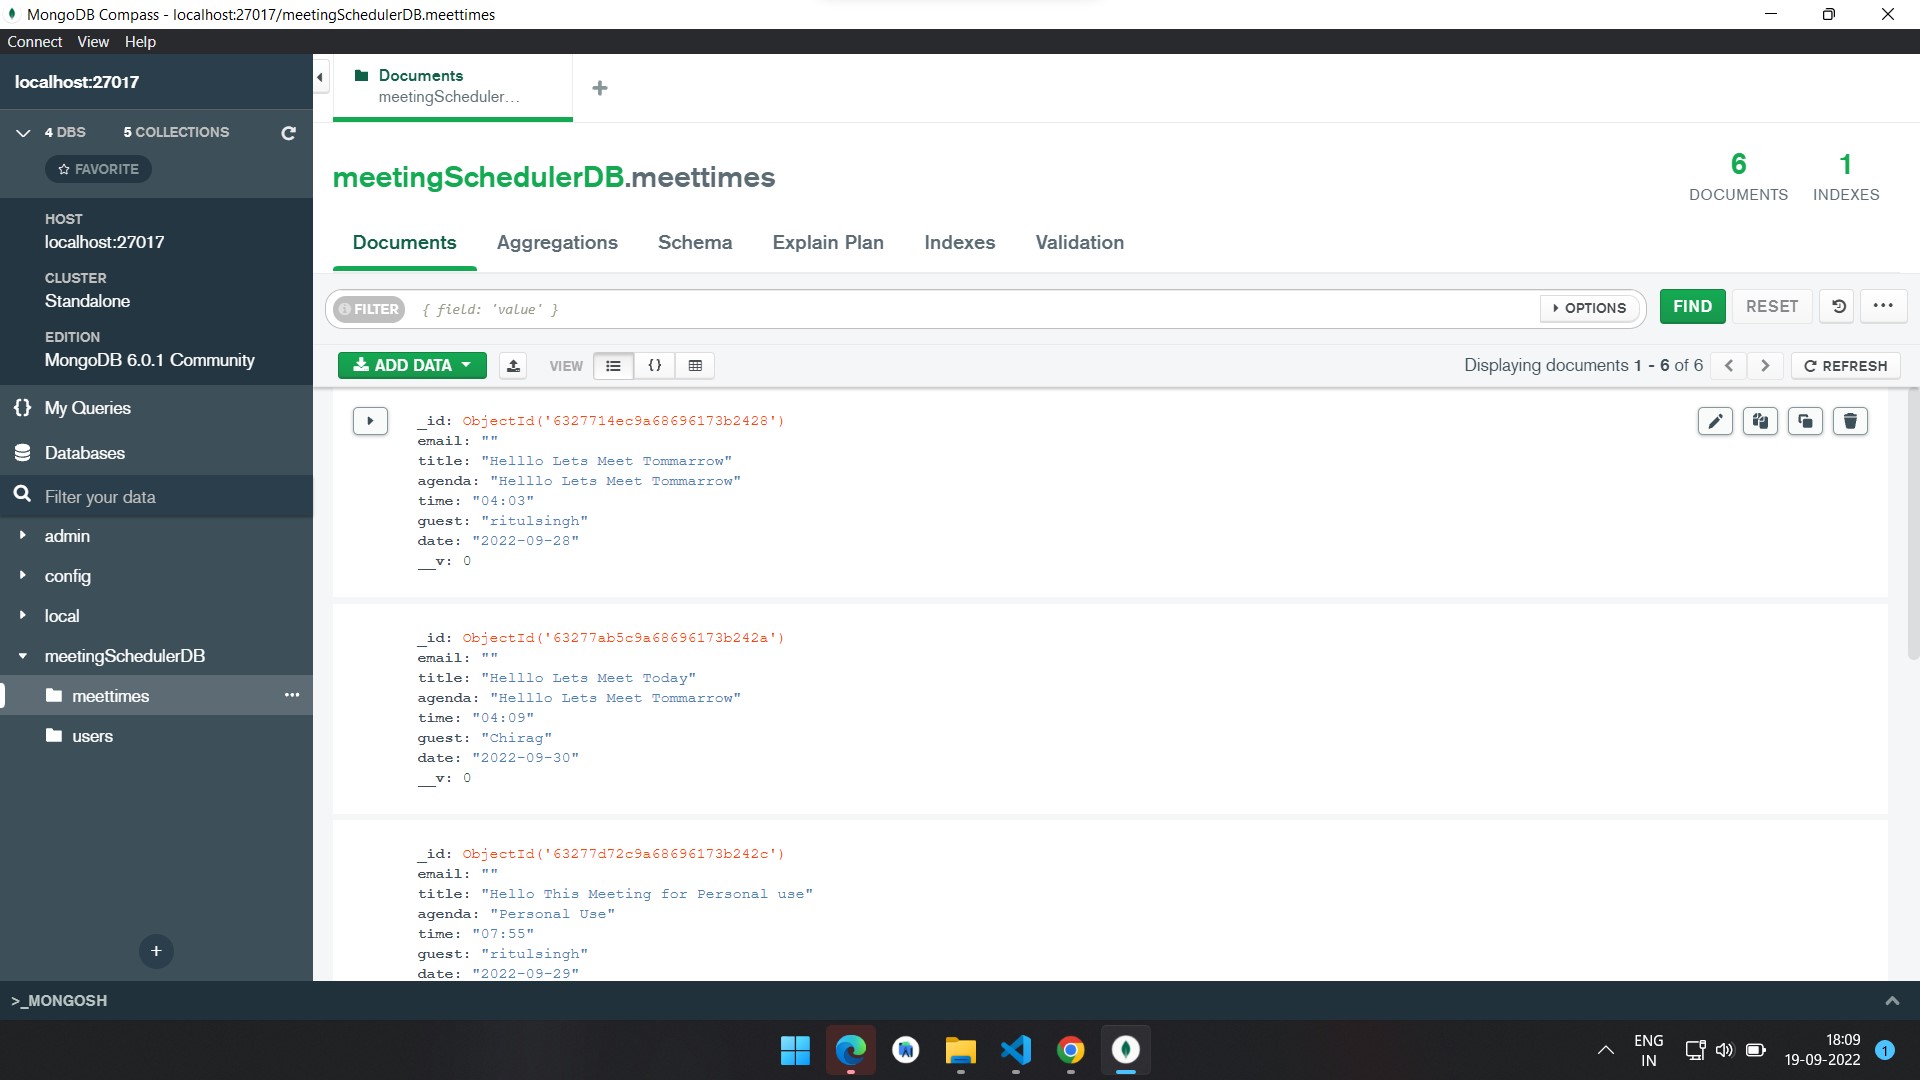 MongoDB Compass - localhost:27017/meetingSchedulerDB.meettimes
Connect View Help
localhost:27017
4 DBS 5 COLLECTIONS
FAVORITE
HOST
localhost:27017
CLUSTER
Standalone
EDITION
MongoDB 6.0.1 Community
{} My Queries
Databases
Filter your data
admin
config
local
meetingSchedulerDB
meettimes ...
users
+
Documents
meetingScheduler...
+
meetingSchedulerDB.meettimes
6
DOCUMENTS
1
INDEXES
Documents Aggregations Schema Explain Plan Indexes Validation
FILTER { field: 'value' } OPTIONS FIND RESET ...
ADD DATA VIEW {} Displaying documents 1 - 6 of 6 REFRESH
_id: ObjectId('6327714ec9a68696173b2428')
email: ""
title: "Helllo Lets Meet Tommarrow"
agenda: "Helllo Lets Meet Tommarrow"
time: "04:03"
guest: "ritulsingh"
date: "2022-09-28"
__v: 0
_id: ObjectId('63277ab5c9a68696173b242a')
email: ""
title: "Helllo Lets Meet Today"
agenda: "Helllo Lets Meet Tommarrow"
time: "04:09"
guest: "Chirag"
date: "2022-09-30"
__v: 0
_id: ObjectId('63277d72c9a68696173b242c')
email: ""
title: "Hello This Meeting for Personal use"
agenda: "Personal Use"
time: "07:55"
guest: "ritulsingh"
date: "2022-09-29"
>_MONGOSH
ENG
IN
18:09
19-09-2022
1